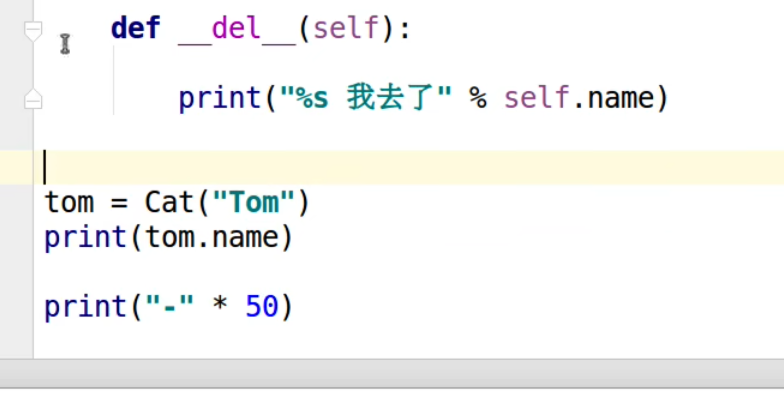 def __del__(self):
print("%s 我去了" % self.name)
tom = Cat("Tom")
print(tom.name)
print("-" * 50)